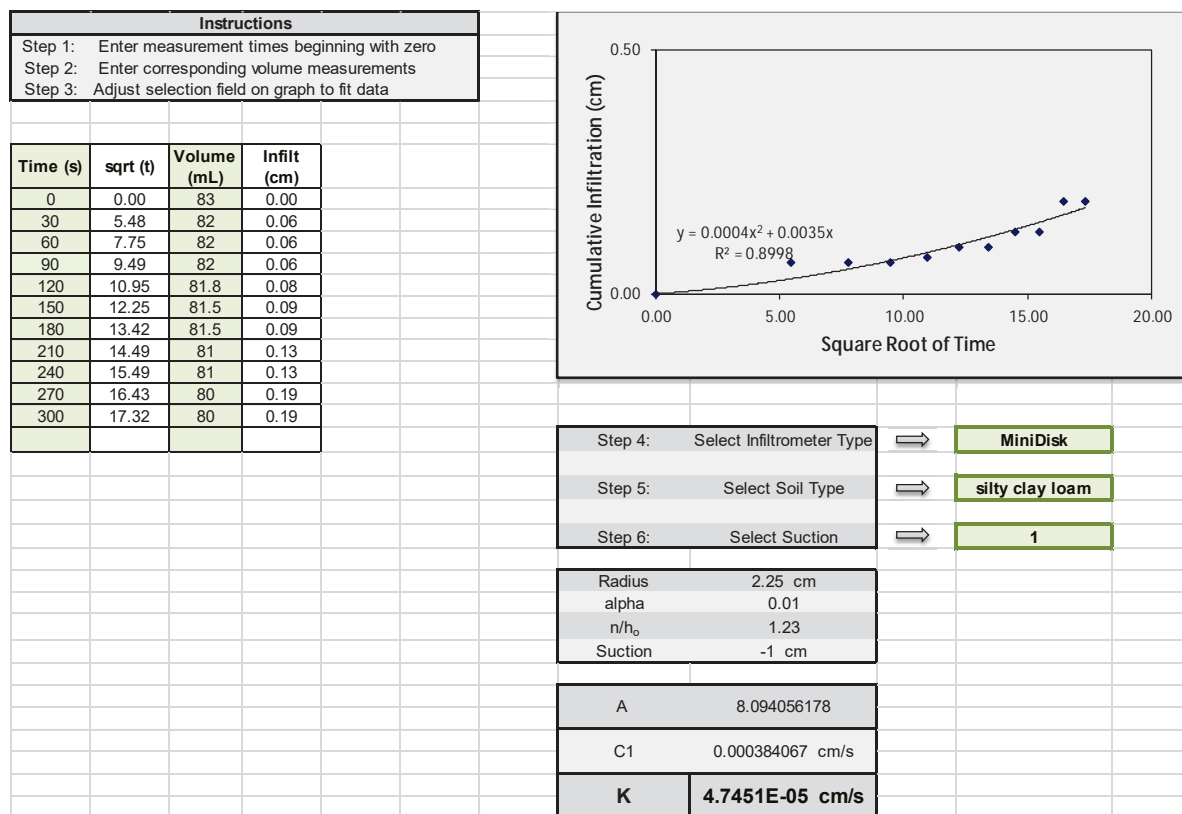 Instructions
Step 1: Enter measurement times beginning with zero
Step 2: Enter corresponding volume measurements
Step 3: Adjust selection field on graph to fit data
Time (s) sqrt (t) Volume (mL) Infilt (cm)
0 0.00 83 0.00
30 5.48 82 0.06
60 7.75 82 0.06
90 9.49 82 0.06
120 10.95 81.8 0.08
150 12.25 81.5 0.09
180 13.42 81.5 0.09
210 14.49 81 0.13
240 15.49 81 0.13
270 16.43 80 0.19
300 17.32 80 0.19
Cumulative Infiltration (cm)
0.50
y = 0.0004x² + 0.0035x
R² = 0.8998
0.00
0.00 5.00 10.00 15.00 20.00
Square Root of Time
Step 4: Select Infiltrometer Type MiniDisk
Step 5: Select Soil Type silty clay loam
Step 6: Select Suction 1
Radius 2.25 cm
alpha 0.01
n/hₒ 1.23
Suction -1 cm
A 8.094056178
C1 0.000384067 cm/s
K 4.7451E-05 cm/s